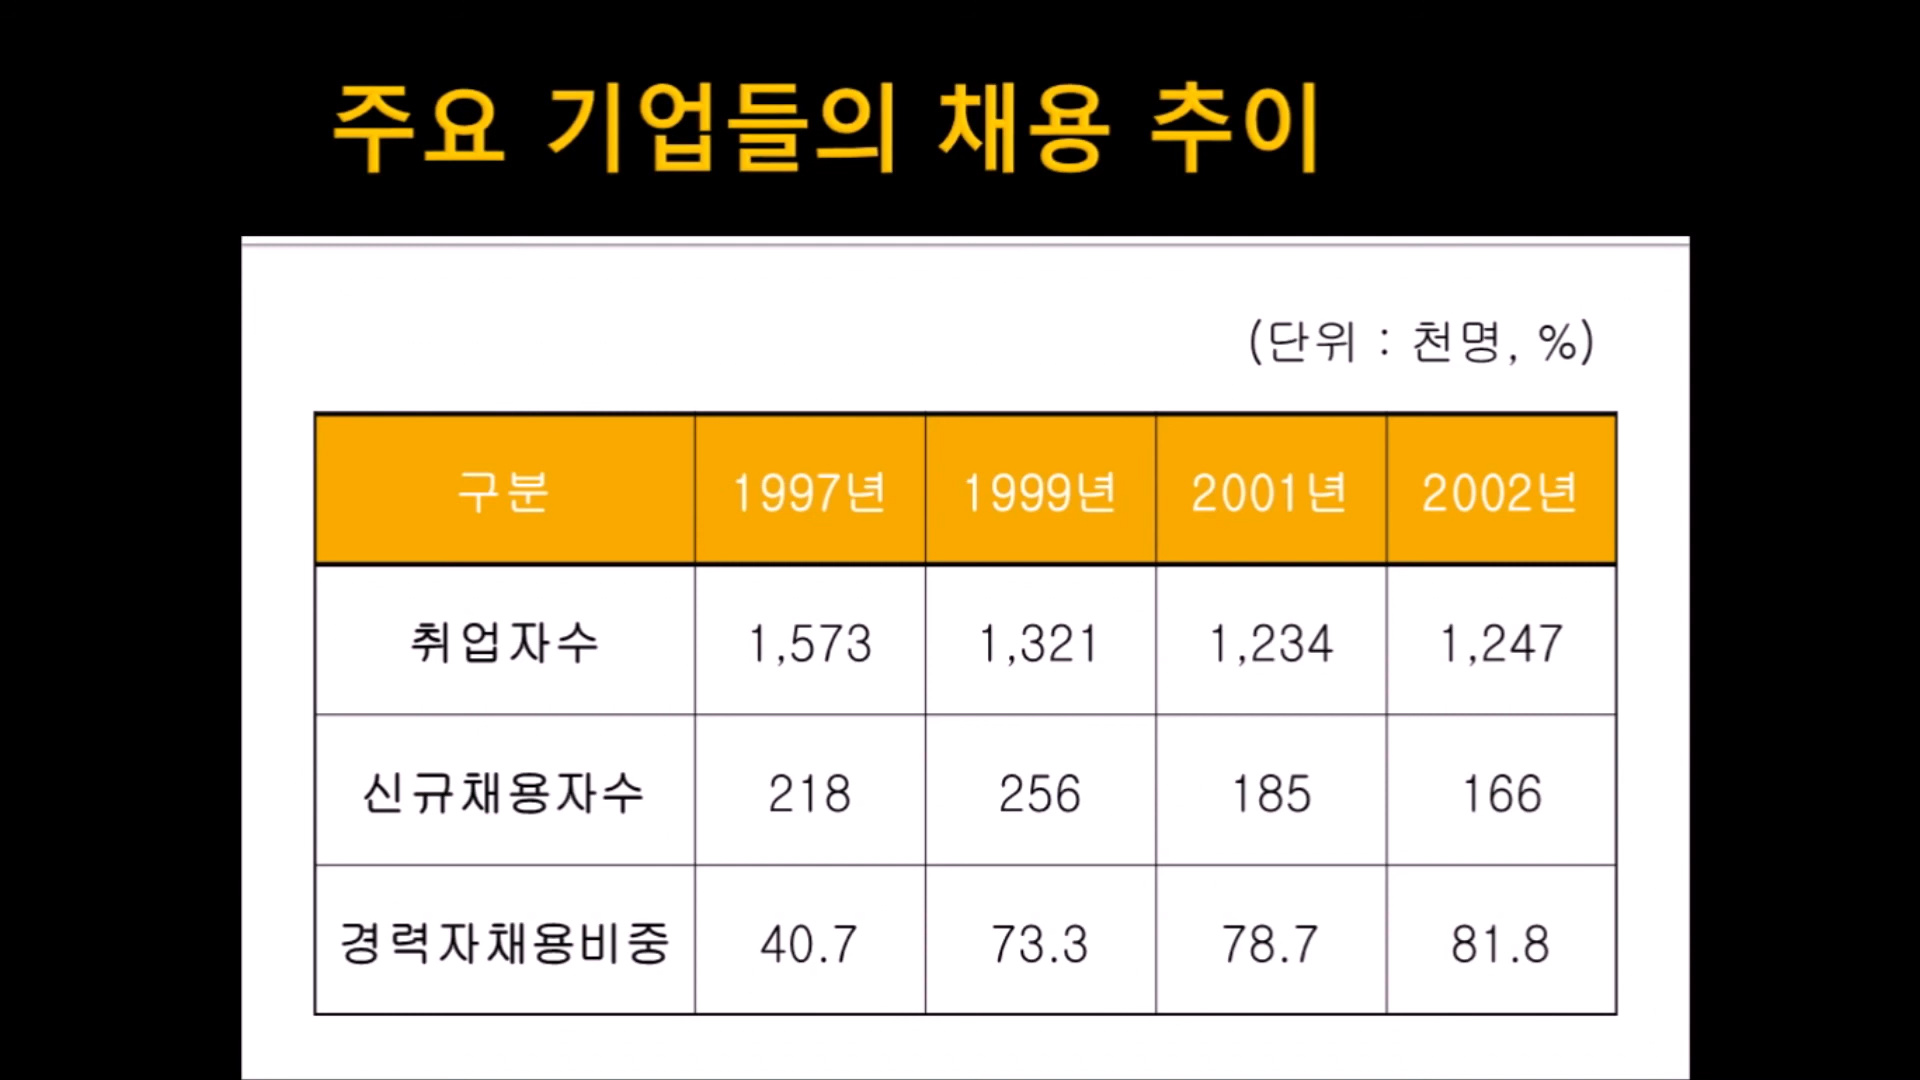 주요 기업들의 채용 추이
(단위 : 천명, %)
구분 1997년 1999년 2001년 2002년
취업자수 1,573 1,321 1,234 1,247
신규채용자수 218 256 185 166
경력자채용비중 40.7 73.3 78.7 81.8